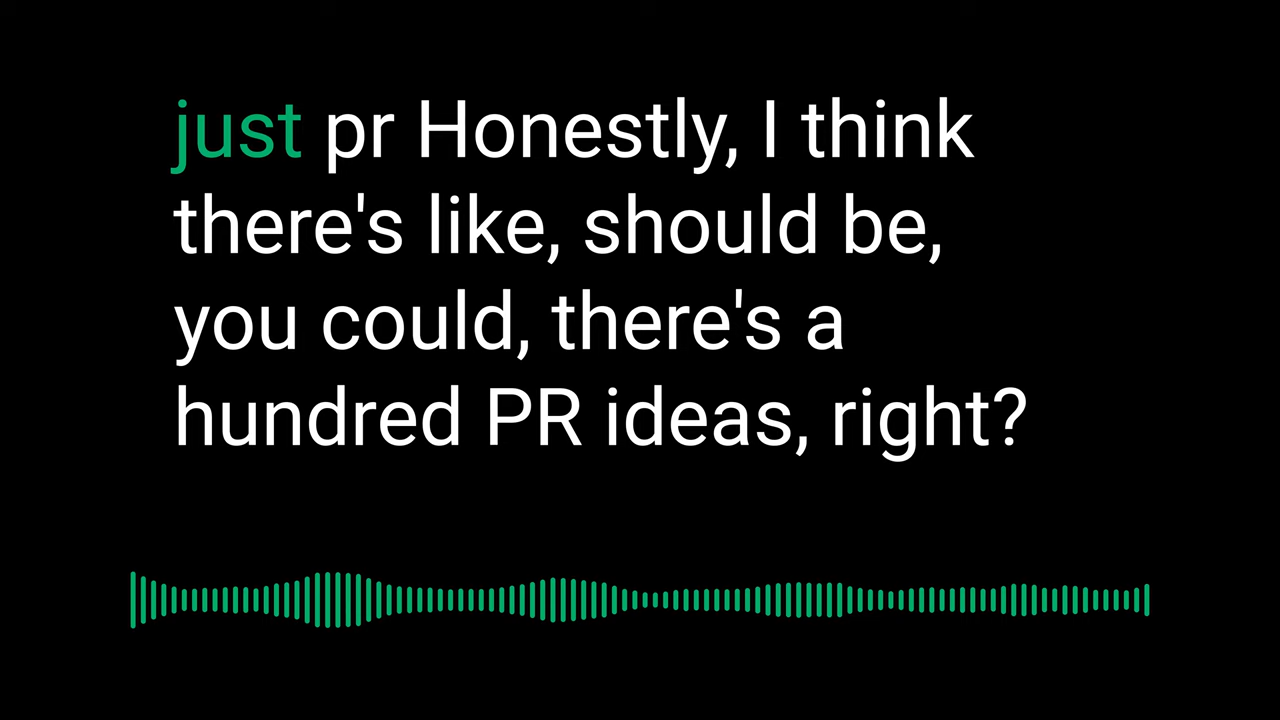 just pr Honestly, I think
there's like, should be,
you could, there's a
hundred PR ideas, right?